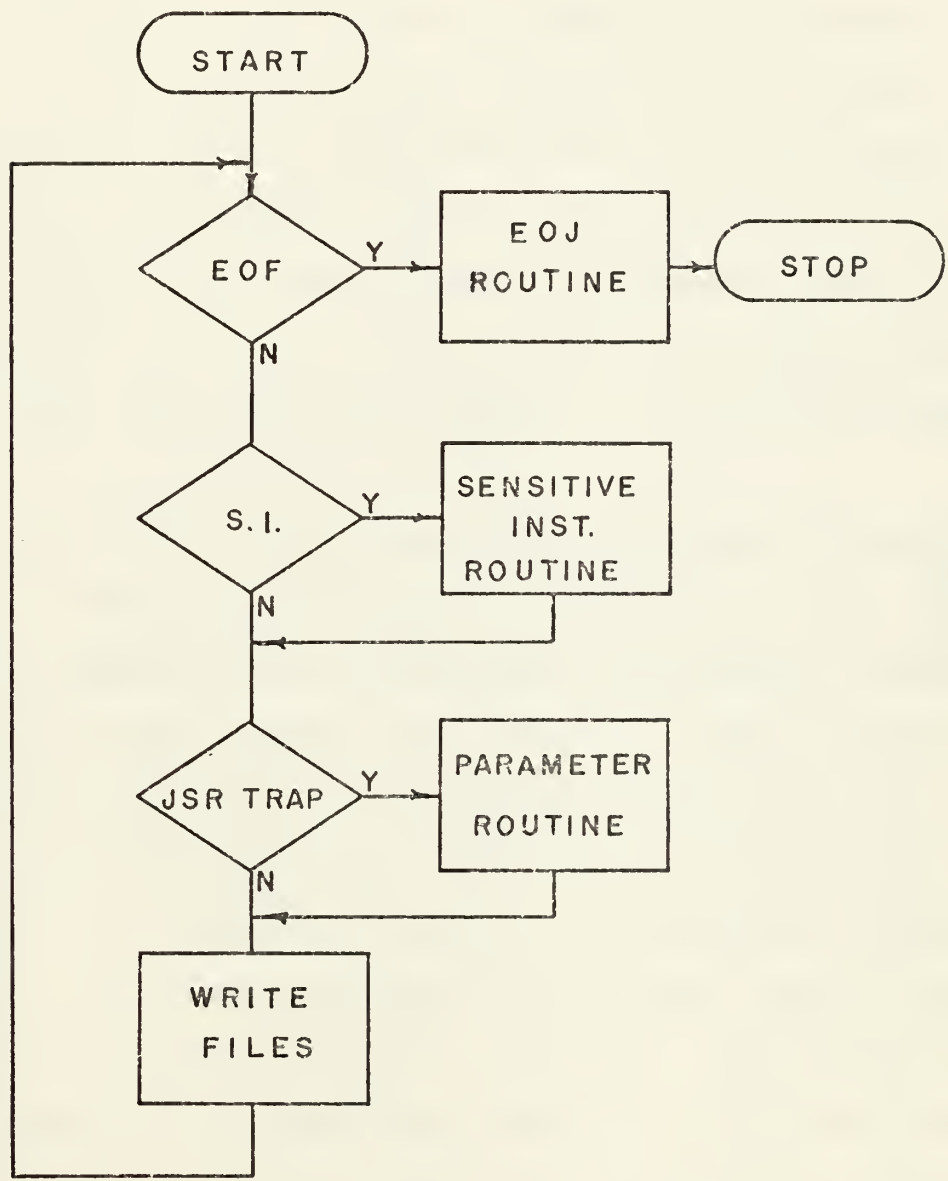 START
EOF
Y
EOJ
ROUTINE
STOP
N
S. I.
Y
SENSITIVE
INST.
ROUTINE
N
JSR TRAP
Y
PARAMETER
ROUTINE
N
WRITE
FILES